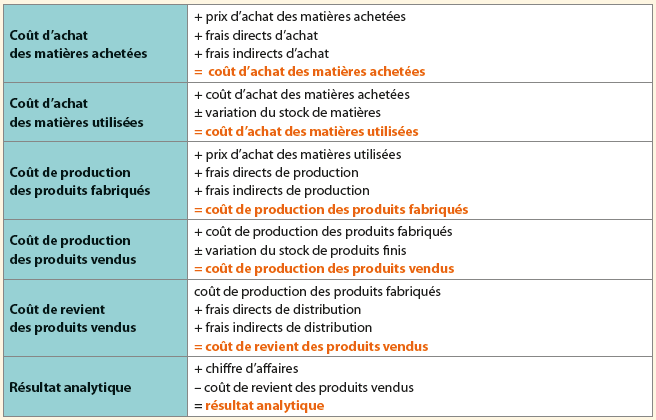 Coût d'achat
des matières achetées
+ prix d'achat des matières achetées
+ frais directs d'achat
+ frais indirects d'achat
= coût d'achat des matières achetées
Coût d'achat
des matières utilisées
+ coût d'achat des matières achetées
± variation du stock de matières
= coût d'achat des matières utilisées
Coût de production
des produits fabriqués
+ prix d'achat des matières utilisées
+ frais directs de production
+ frais indirects de production
= coût de production des produits fabriqués
Coût de production
des produits vendus
+ coût de production des produits fabriqués
± variation du stock de produits finis
= coût de production des produits vendus
Coût de revient
des produits vendus
coût de production des produits fabriqués
+ frais directs de distribution
+ frais indirects de distribution
= coût de revient des produits vendus
Résultat analytique
+ chiffre d'affaires
– coût de revient des produits vendus
= résultat analytique